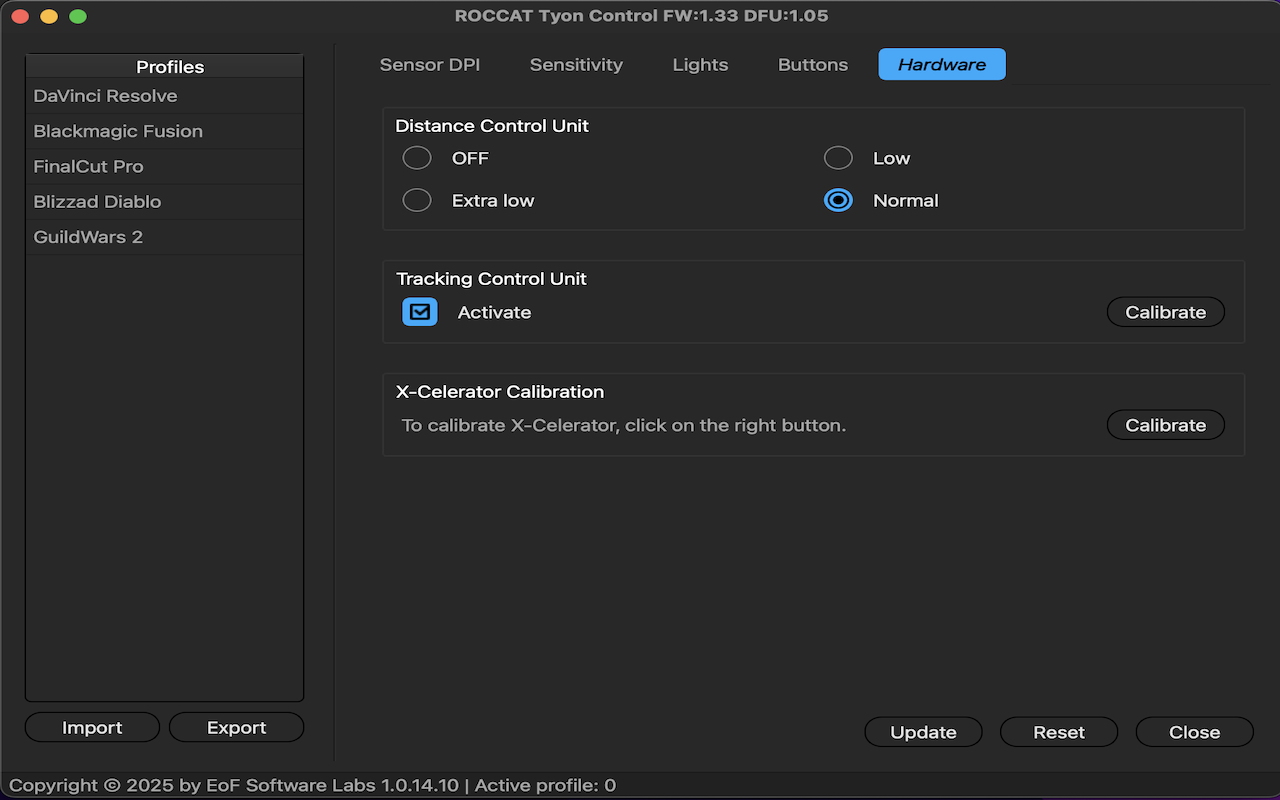 ROCCAT Tyon Control FW:1.33 DFU:1.05
Profiles
DaVinci Resolve
Blackmagic Fusion
FinalCut Pro
Blizzad Diablo
GuildWars 2
Import Export
Sensor DPI Sensitivity Lights Buttons Hardware
Distance Control Unit
OFF Low
Extra low Normal
Tracking Control Unit
Activate Calibrate
X-Celerator Calibration
To calibrate X-Celerator, click on the right button. Calibrate
Update Reset Close
Copyright © 2025 by EoF Software Labs 1.0.14.10 | Active profile: 0